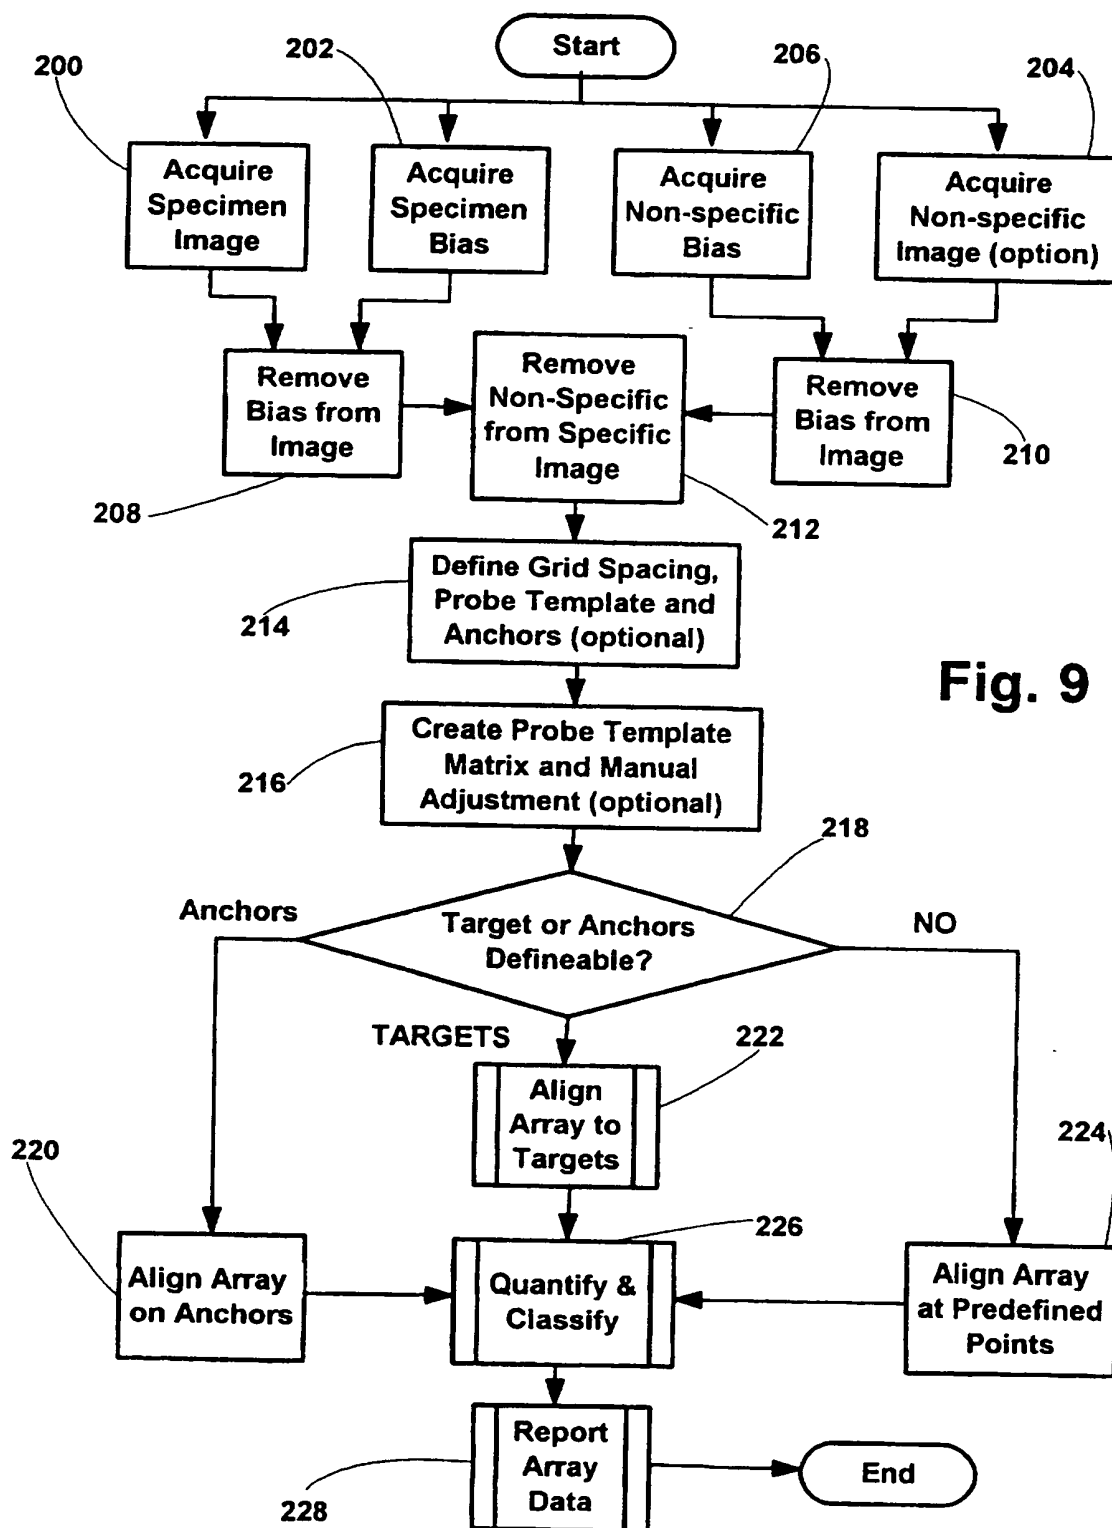 Start
200
202
206
204
Acquire
Specimen
Image
Acquire
Specimen
Bias
Acquire
Non-specific
Bias
Acquire
Non-specific
Image (option)
Remove
Bias from
Image
Remove
Non-Specific
from Specific
Image
Remove
Bias from
Image
208
212
210
Define Grid Spacing,
Probe Template and
Anchors (optional)
214
Fig. 9
Create Probe Template
Matrix and Manual
Adjustment (optional)
216
218
Anchors
Target or Anchors
Defineable?
NO
TARGETS
222
Align
Array to
Targets
220
224
226
Align Array
on Anchors
Quantify &
Classify
Align Array
at Predefined
Points
Report
Array
Data
228
End